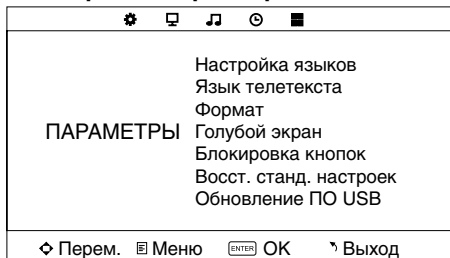 Настройка языков
Язык телетекста
Формат
ПАРАМЕТРЫ Голубой экран
Блокировка кнопок
Восст. станд. настроек
Обновление ПО USB
Перем. Меню ENTER OK Выход